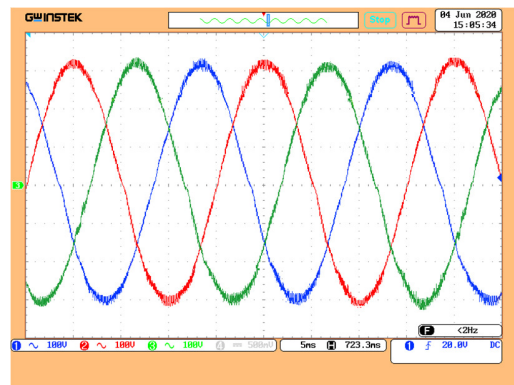 GWINSTEK
Stop
04 Jun 2020
15:05:34
3
F <2Hz
1 ∿ 100V 2 ∿ 100V 3 ∿ 100V 4 ⎓ 500mV 5ms H 723.3ms 1 20.0V DC